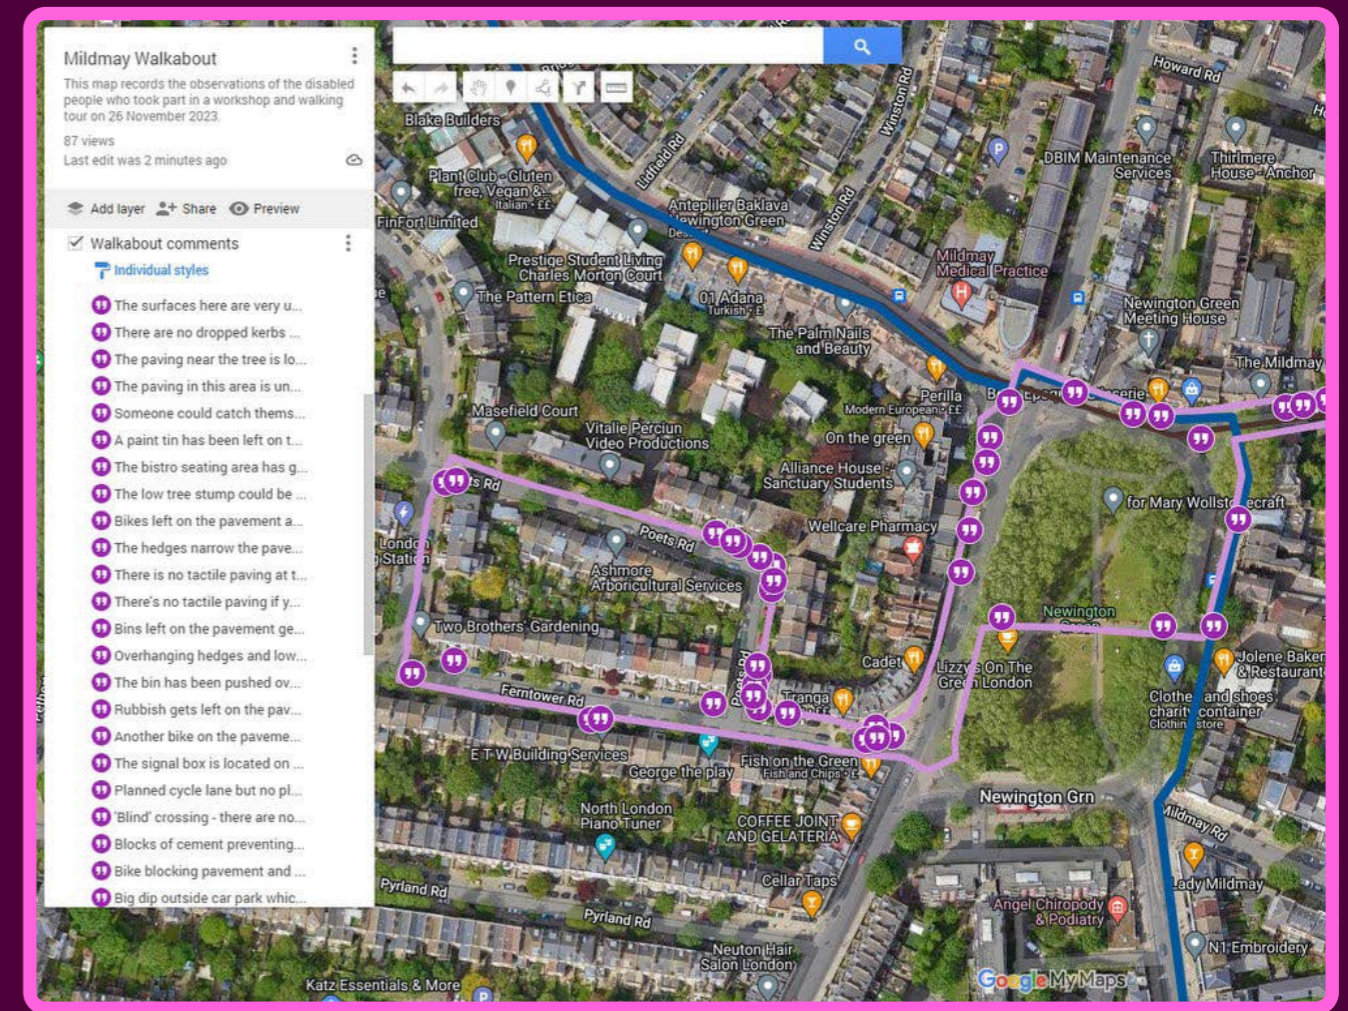 Mildmay Walkabout
This map records the observations of the disabled
people who took part in a workshop and walking
tour on 26 November 2023.
87 views
Last edit was 2 minutes ago
Add layer
Share
Preview
Walkabout comments
Individual styles
The surfaces here are very u...
There are no dropped kerbs ...
The paving near the tree is lo...
The paving in this area is un...
Someone could catch thems...
A paint tin has been left on t...
The bistro seating area has g...
The low tree stump could be ...
Bikes left on the pavement a...
The hedges narrow the pave...
There is no tactile paving at t...
There's no tactile paving if y...
Bins left on the pavement ge...
Overhanging hedges and low...
The bin has been pushed ov...
Rubbish gets left on the pav...
Another bike on the paveme...
The signal box is located on ...
Planned cycle lane but no pl...
'Blind' crossing - there are no...
Blocks of cement preventing...
Bike blocking pavement and ...
Big dip outside car park whic...
Howard Rd
Winston Rd
Blake Builders
Lidfield Rd
P
DBIM Maintenance
Services
Thirlmere
House - Anchor
Plant Club - Gluten
free, Vegan &...
Italian • ££
FinFort Limited
Antepliler Baklava
Newington Green
Winston Rd
Prestige Student Living
Charles Morton Court
Mildmay
Medical Practice
H
The Pattern Etica
01 Adana
Turkish • £
Newington Green
Meeting House
The Palm Nails
and Beauty
The Mildmay
Perilla
Modern European • ££
Masefield Court
Vitalie Perciun
Video Productions
On the green
Alliance House -
Sanctuary Students
for Mary Wollst
ecraft
ts Rd
Wellcare Pharmacy
London
Station
Poets Rd
Ashmore
Arboricultural Services
Newington
Two Brothers' Gardening
Cadet
Lizzy's On The
Green London
Jolene Baker
& Restaurant
Poets Rd
Ferntower Rd
Tranga
Clothes and shoes
charity container
Clothing store
E T W Building Services
George the play
Fish on the Green
Fish and Chips • £
Newington Grn
North London
Piano Tuner
COFFEE JOINT
AND GELATERIA
Mildmay Rd
Cellar Taps
Lady Mildmay
Pyrland Rd
Pyrland Rd
Angel Chiropody
& Podiatry
Neuton Hair
Salon London
N1 Embroidery
Katz Essentials & More
P
Google My Maps